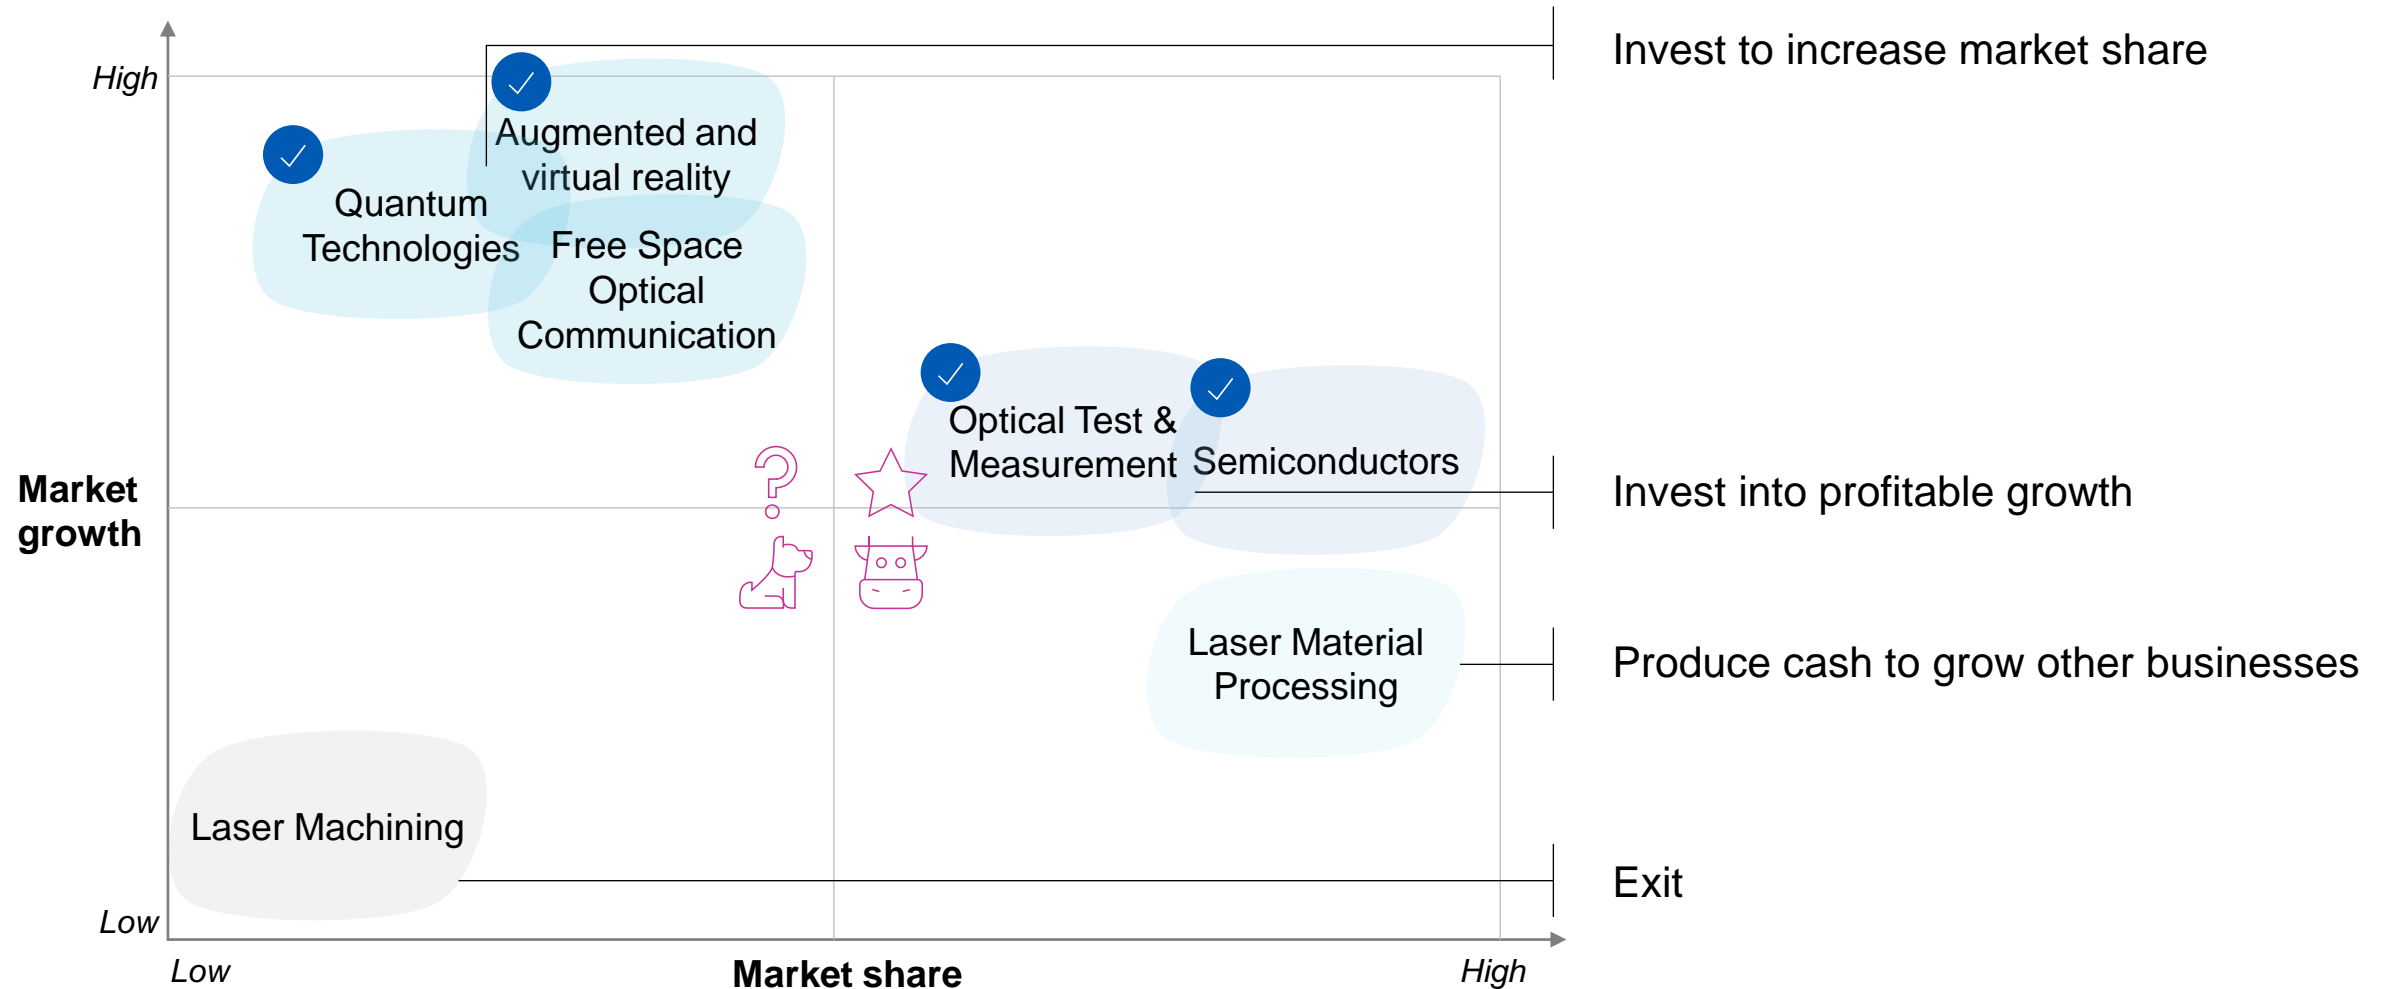 Invest to increase market share
High
Augmented and
virtual reality
Quantum
Technologies
Free Space
Optical
Communication
Optical Test &
Measurement
Semiconductors
Market
growth
Invest into profitable growth
Laser Material
Processing
Produce cash to grow other businesses
Laser Machining
Exit
Low
Low
Market share
High